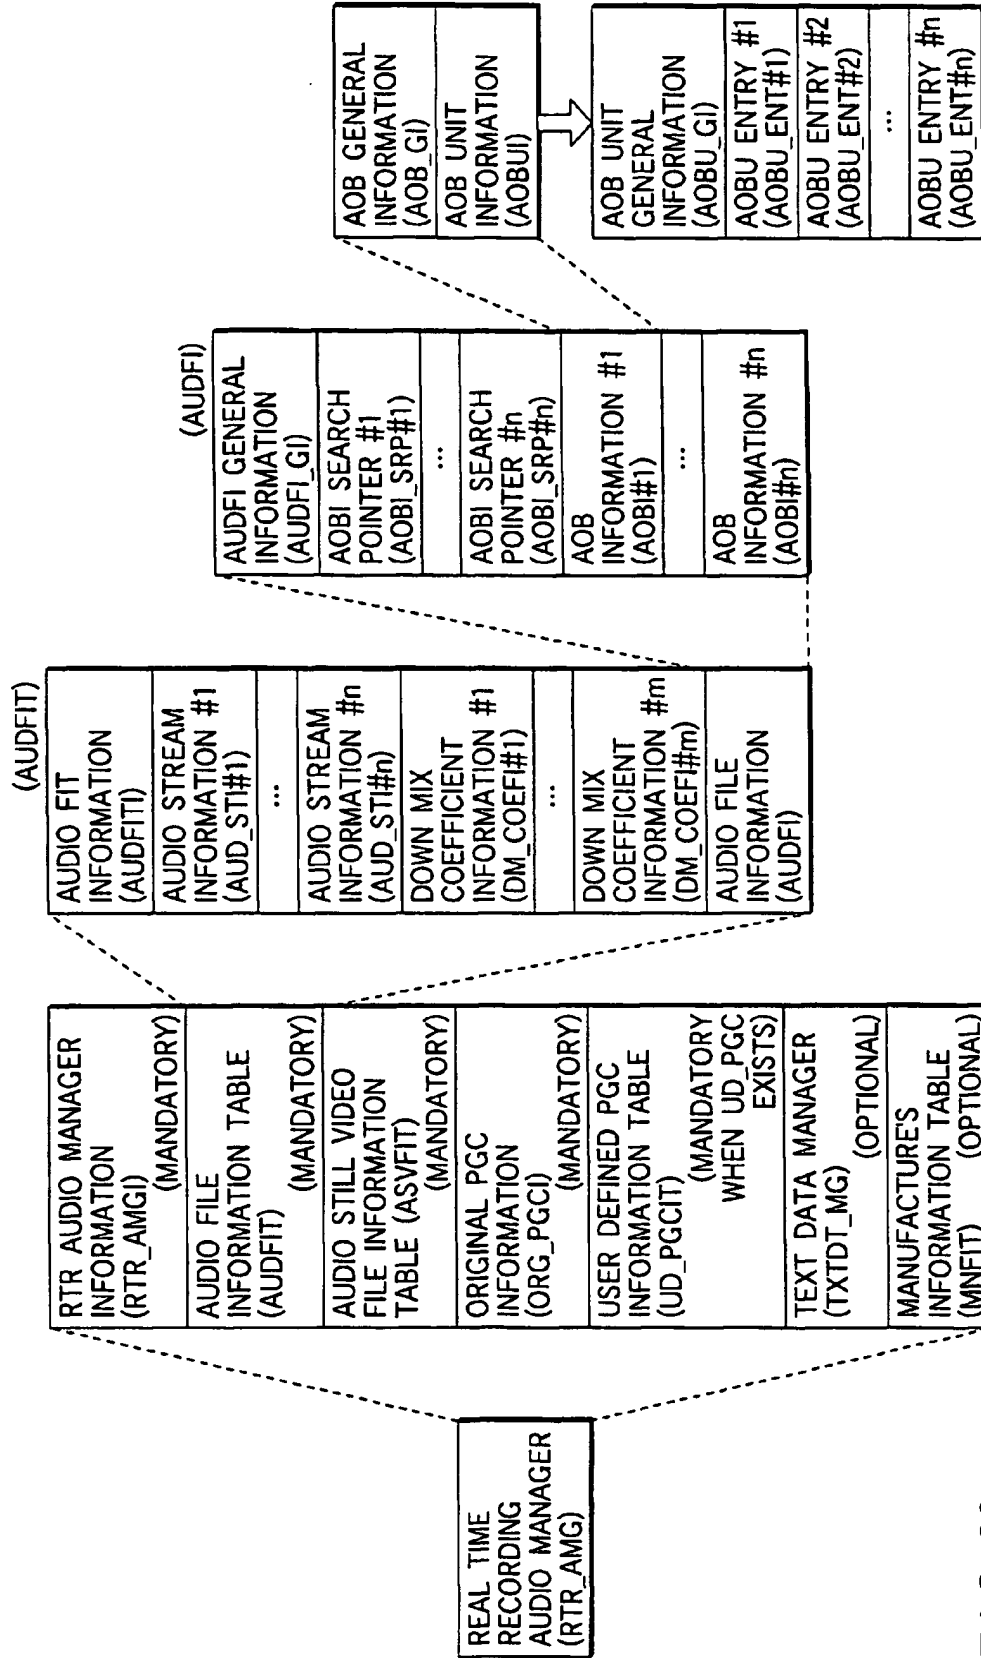 REAL TIME
RECORDING
AUDIO MANAGER
(RTR_AMG)
RTR AUDIO MANAGER
INFORMATION
(RTR_AMGI)
(MANDATORY)
AUDIO FILE
INFORMATION TABLE
(AUDFIT)
(MANDATORY)
AUDIO STILL VIDEO
FILE INFORMATION
TABLE (ASVFIT)
(MANDATORY)
ORIGINAL PGC
INFORMATION
(ORG_PGCI)
(MANDATORY)
USER DEFINED PGC
INFORMATION TABLE
(UD_PGCIT)
(MANDATORY
WHEN UD_PGC
EXISTS)
TEXT DATA MANAGER
(TXTDT_MG)
(OPTIONAL)
MANUFACTURE'S
INFORMATION TABLE
(MNFIT) (OPTIONAL)
(AUDFIT)
AUDIO FIT
INFORMATION
(AUDFITI)
AUDIO STREAM
INFORMATION #1
(AUD_STI#1)
...
AUDIO STREAM
INFORMATION #n
(AUD_STI#n)
DOWN MIX
COEFFICIENT
INFORMATION #1
(DM_COEFI#1)
...
DOWN MIX
COEFFICIENT
INFORMATION #m
(DM_COEFI#m)
AUDIO FILE
INFORMATION
(AUDFI)
(AUDFI)
AUDFI GENERAL
INFORMATION
(AUDFI_GI)
AOBI SEARCH
POINTER #1
(AOBI_SRP#1)
...
AOBI SEARCH
POINTER #n
(AOBI_SRP#n)
AOB
INFORMATION #1
(AOBI#1)
...
AOB
INFORMATION #n
(AOBI#n)
AOB GENERAL
INFORMATION
(AOB_GI)
AOB UNIT
INFORMATION
(AOBUI)
AOB UNIT
GENERAL
INFORMATION
(AOBU_GI)
AOBU ENTRY #1
(AOBU_ENT#1)
AOBU ENTRY #2
(AOBU_ENT#2)
...
AOBU ENTRY #n
(AOBU_ENT#n)